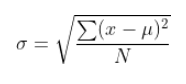 σ = √(∑(x − μ)² / N)